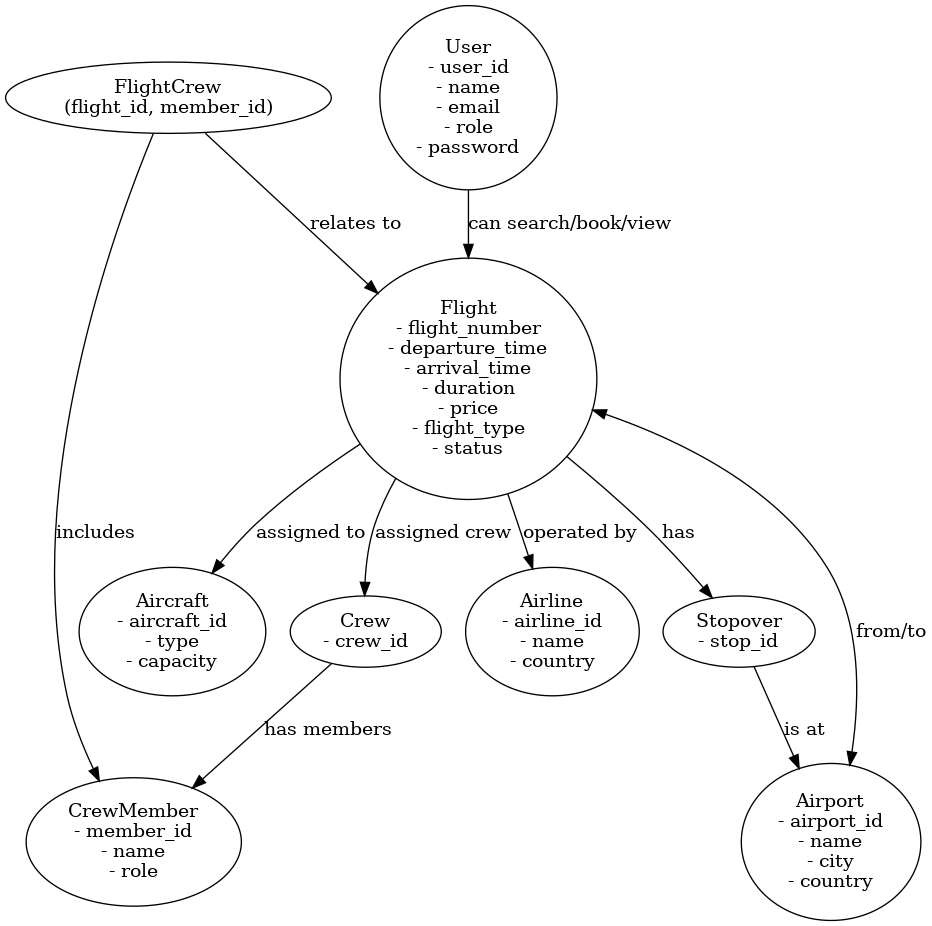 User
- user_id
- name
- email
- role
- password
FlightCrew
(flight_id, member_id)
relates to
can search/book/view
Flight
- flight_number
- departure_time
- arrival_time
- duration
- price
- flight_type
- status
includes
assigned to
assigned crew
operated by
has
from/to
Aircraft
- aircraft_id
- type
- capacity
Crew
- crew_id
Airline
- airline_id
- name
- country
Stopover
- stop_id
has members
is at
CrewMember
- member_id
- name
- role
Airport
- airport_id
- name
- city
- country